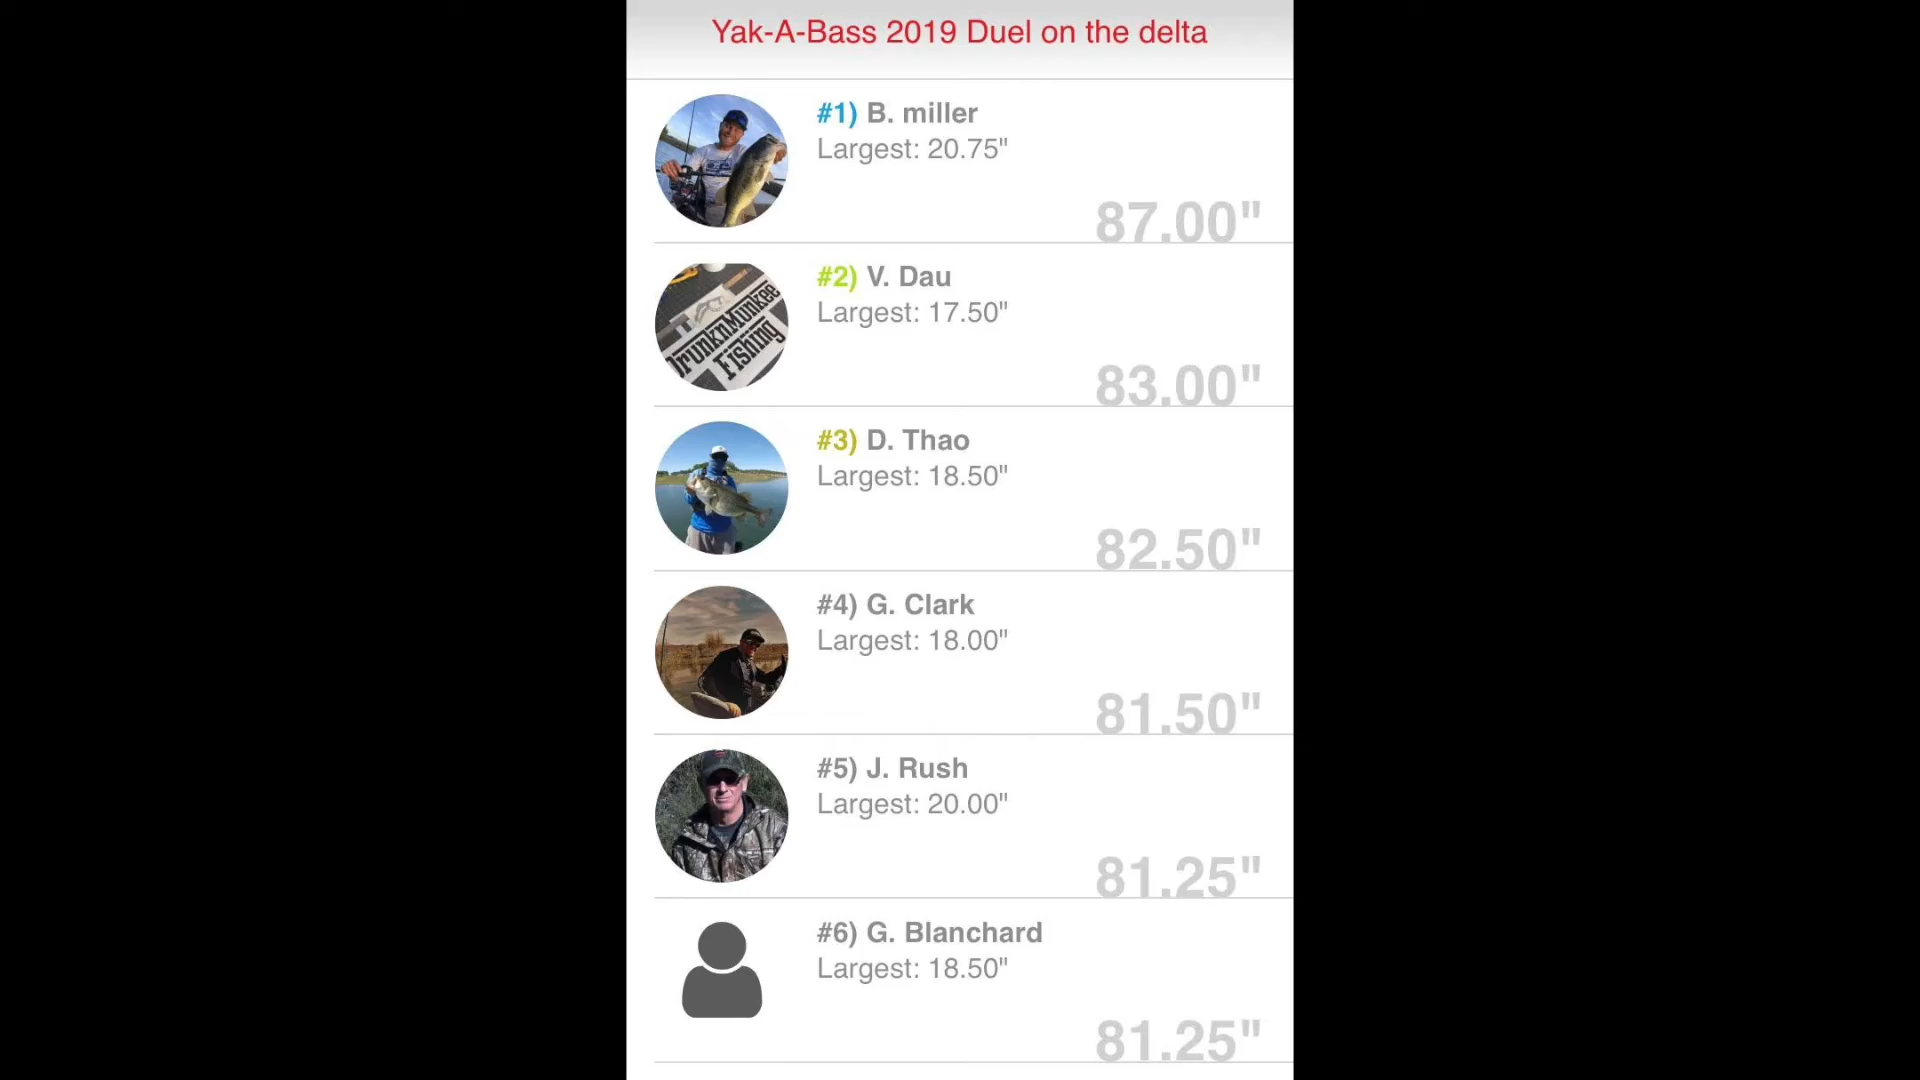 Yak-A-Bass 2019 Duel on the delta
#1) B. miller
Largest: 20.75"
87.00"
#2) V. Dau
Largest: 17.50"
DrunknMunkee
Fishing
83.00"
#3) D. Thao
Largest: 18.50"
82.50"
#4) G. Clark
Largest: 18.00"
81.50"
#5) J. Rush
Largest: 20.00"
81.25"
#6) G. Blanchard
Largest: 18.50"
81.25"